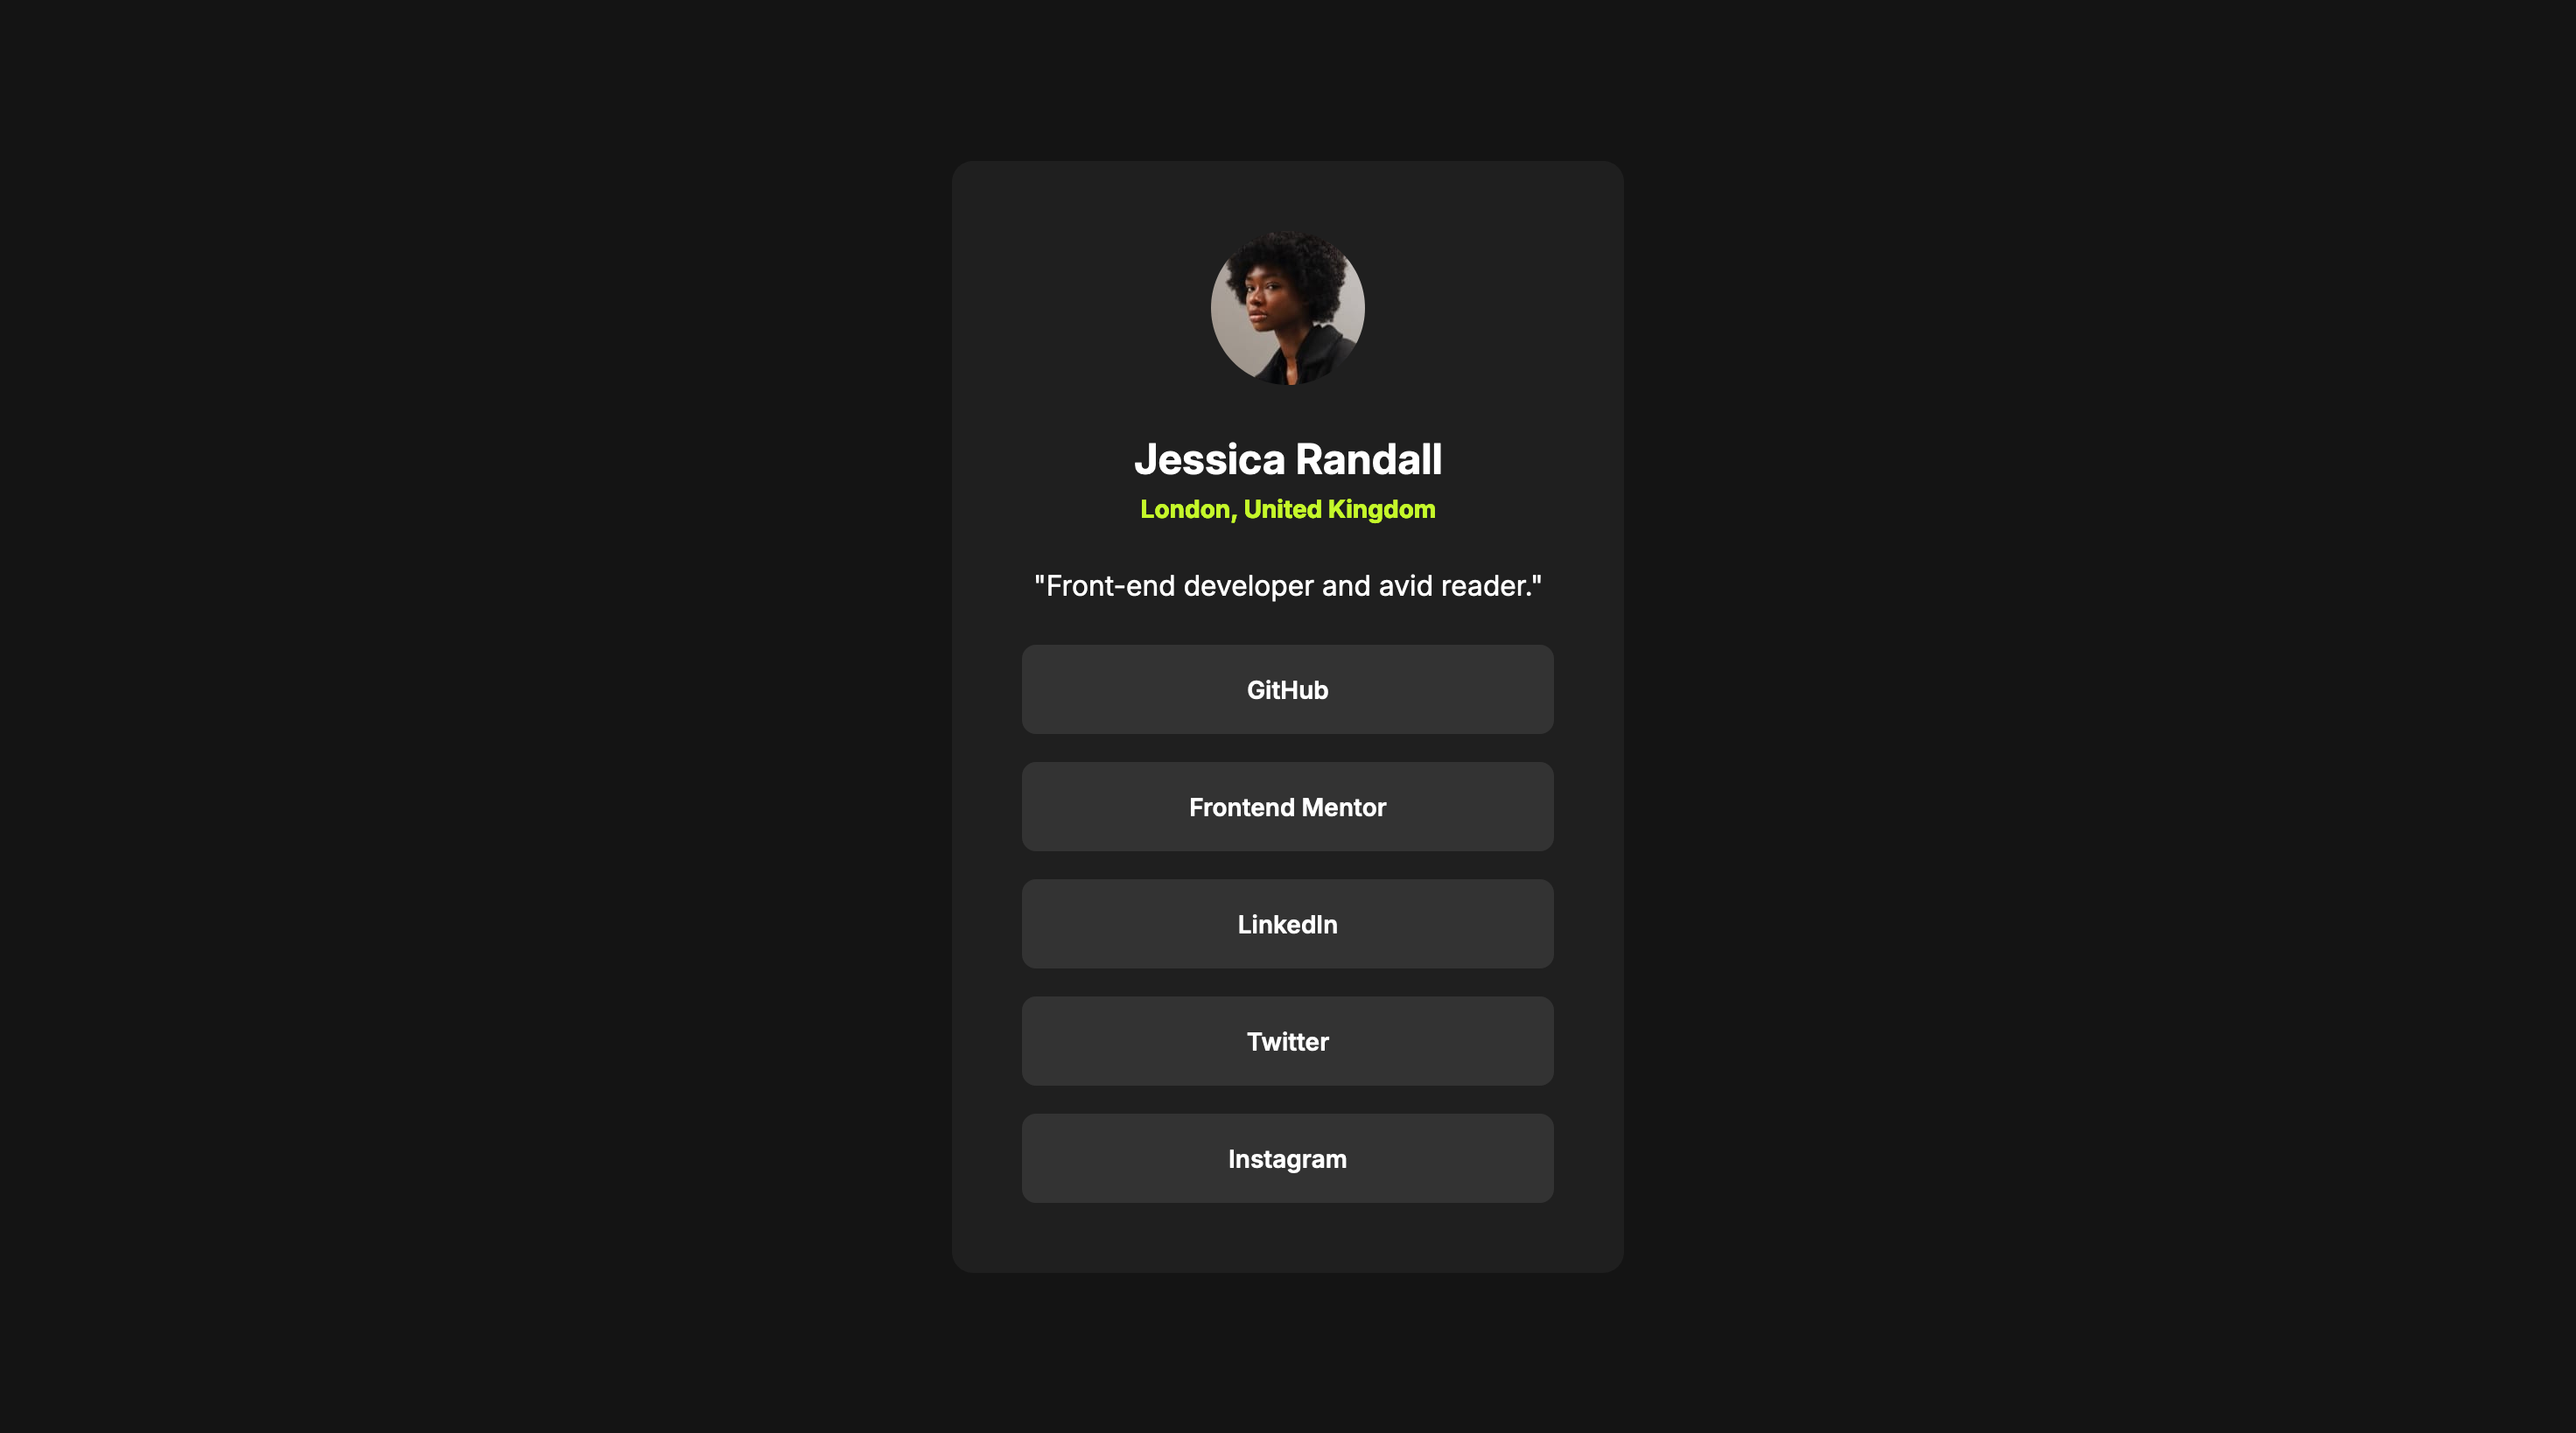 Jessica Randall
London, United Kingdom
"Front-end developer and avid reader."
GitHub
Frontend Mentor
LinkedIn
Twitter
Instagram